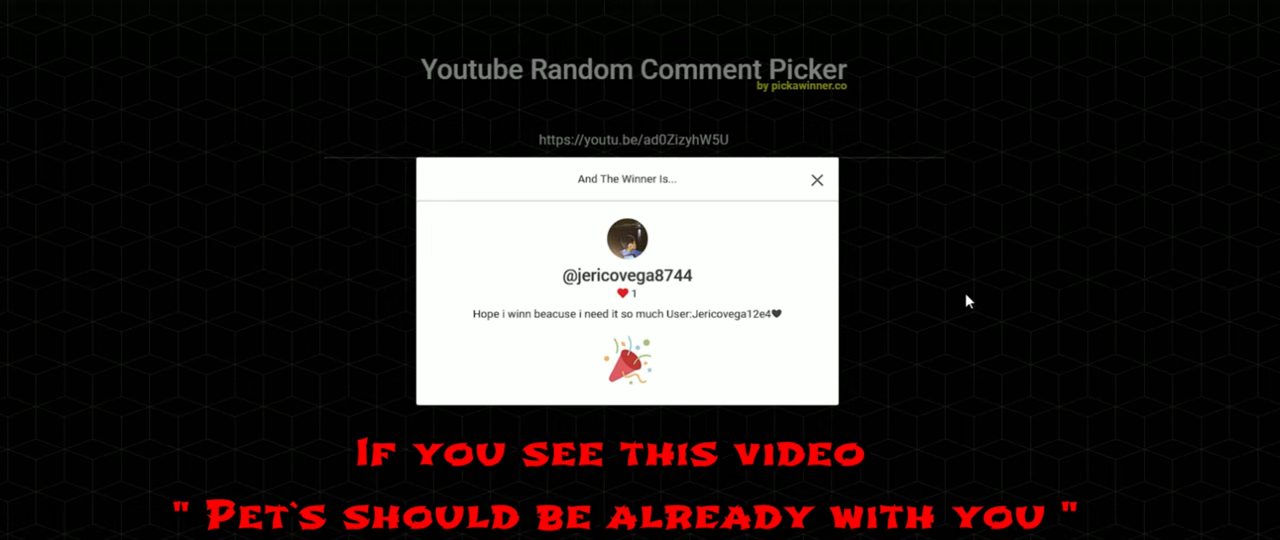 Youtube Random Comment Picker
by pickawinner.co
https://youtu.be/ad0ZizyhW5U
And The Winner Is...
@jericovega8744
1
Hope i winn beacuse i need it so much User:Jericovega12e4🖤
If you see this video
" Pet`s should be already with you "